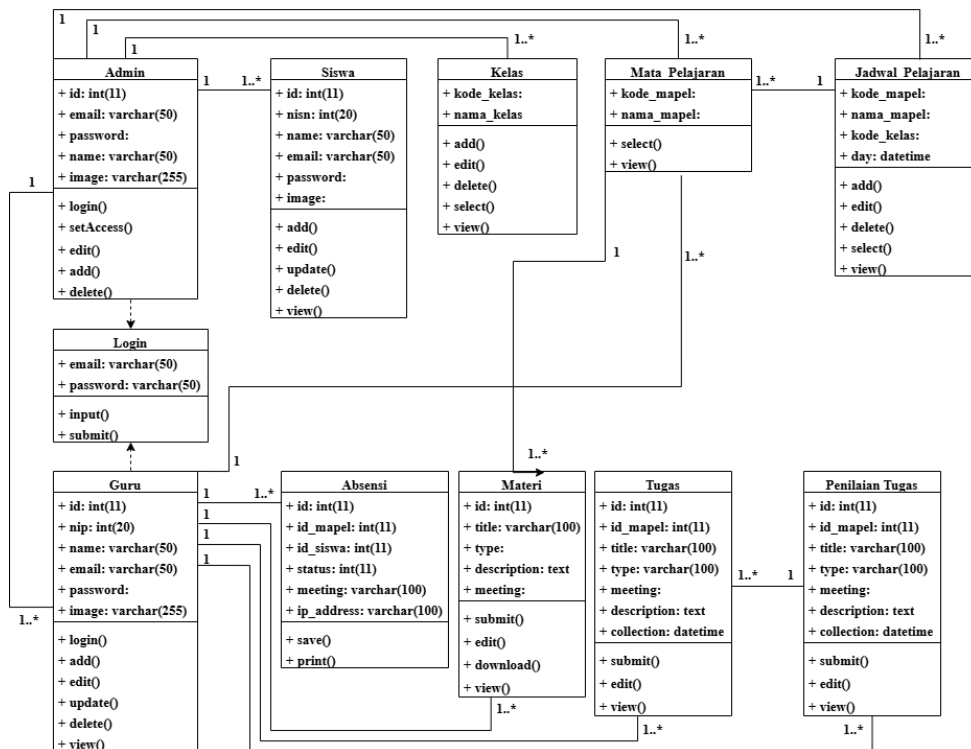 1
1
1
1..*
1..*
1..*
Admin
+ id: int(11)
+ email: varchar(50)
+ password:
+ name: varchar(50)
+ image: varchar(255)
+ login()
+ setAccess()
+ edit()
+ add()
+ delete()
1
1..*
Siswa
+ id: int(11)
+ nisn: int(20)
+ name: varchar(50)
+ email: varchar(50)
+ password:
+ image:
+ add()
+ edit()
+ update()
+ delete()
+ view()
Kelas
+ kode_kelas:
+ nama_kelas
+ add()
+ edit()
+ delete()
+ select()
+ view()
Mata Pelajaran
+ kode_mapel:
+ nama_mapel:
+ select()
+ view()
1..*
1
Jadwal Pelajaran
+ kode_mapel:
+ nama_mapel:
+ kode_kelas:
+ day: datetime
+ add()
+ edit()
+ delete()
+ select()
+ view()
1
1
1..*
Login
+ email: varchar(50)
+ password: varchar(50)
+ input()
+ submit()
1
1..*
Guru
+ id: int(11)
+ nip: int(20)
+ name: varchar(50)
+ email: varchar(50)
+ password:
+ image: varchar(255)
+ login()
+ add()
+ edit()
+ update()
+ delete()
+ view()
1..*
1
1..*
1
1
1
Absensi
+ id: int(11)
+ id_mapel: int(11)
+ id_siswa: int(11)
+ status: int(11)
+ meeting: varchar(100)
+ ip_address: varchar(100)
+ save()
+ print()
Materi
+ id: int(11)
+ title: varchar(100)
+ type:
+ description: text
+ meeting:
+ submit()
+ edit()
+ download()
+ view()
1..*
Tugas
+ id: int(11)
+ id_mapel: int(11)
+ title: varchar(100)
+ type: varchar(100)
+ meeting:
+ description: text
+ collection: datetime
+ submit()
+ edit()
+ view()
1..*
1..*
1
Penilaian Tugas
+ id: int(11)
+ id_mapel: int(11)
+ title: varchar(100)
+ type: varchar(100)
+ meeting:
+ description: text
+ collection: datetime
+ submit()
+ edit()
+ view()
1..*